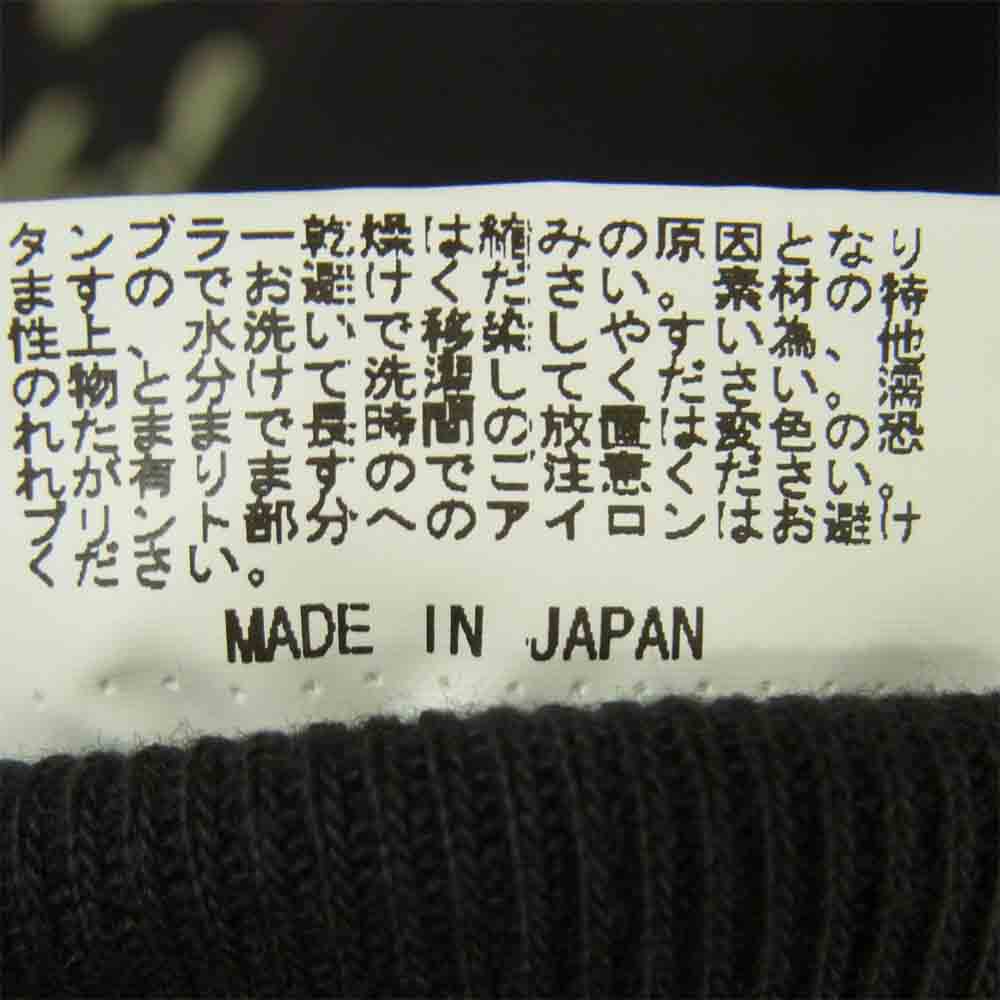 タンブラー乾燥は縮みの原因となり
ますのでお避けください。素材の特
性上、水洗いで移染しやすい為、他
の物と分けて洗濯してください。濡
れたままで長時間の放置は変色の恐
れが有りますのでご注意ください。
プリント部分へのアイロンはお避け
ください。
MADE IN JAPAN